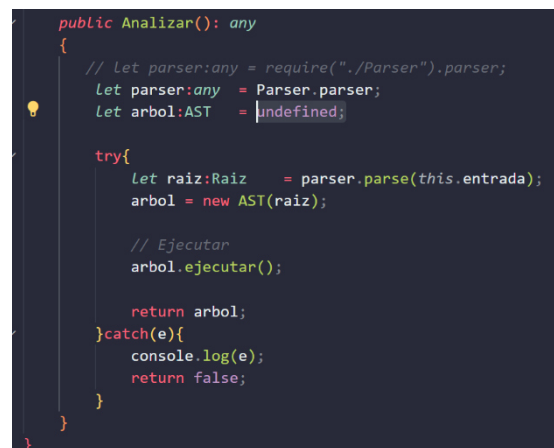 public Analizar(): any
{
// let parser:any = require("./Parser").parser;
let parser:any = Parser.parser;
let arbol:AST = undefined;
try{
let raiz:Raiz = parser.parse(this.entrada);
arbol = new AST(raiz);
// Ejecutar
arbol.ejecutar();
return arbol;
}catch(e){
console.log(e);
return false;
}
}
}